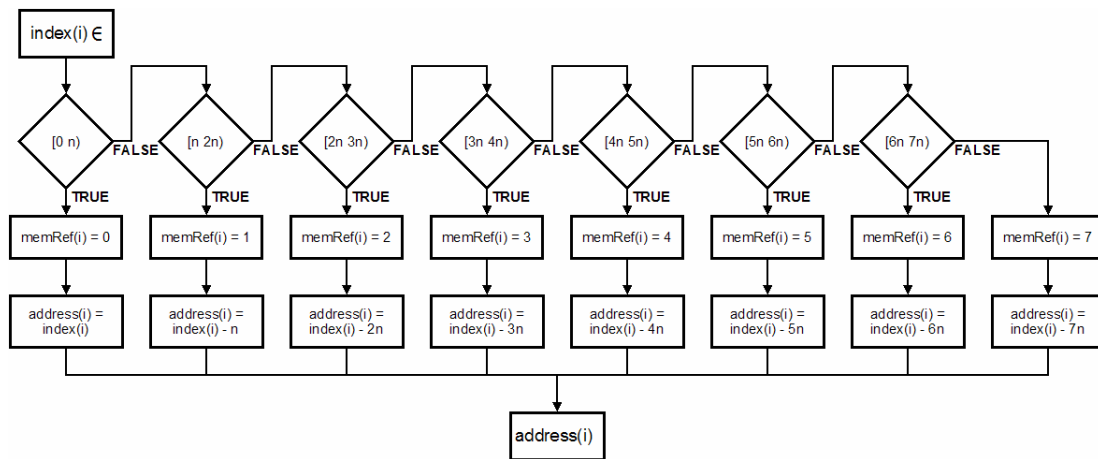 index(i) ∈
[0 n)
[n 2n)
[2n 3n)
[3n 4n)
[4n 5n)
[5n 6n)
[6n 7n)
FALSE
FALSE
FALSE
FALSE
FALSE
FALSE
FALSE
TRUE
TRUE
TRUE
TRUE
TRUE
TRUE
TRUE
memRef(i) = 0
memRef(i) = 1
memRef(i) = 2
memRef(i) = 3
memRef(i) = 4
memRef(i) = 5
memRef(i) = 6
memRef(i) = 7
address(i) =
index(i)
address(i) =
index(i) - n
address(i) =
index(i) - 2n
address(i) =
index(i) - 3n
address(i) =
index(i) - 4n
address(i) =
index(i) - 5n
address(i) =
index(i) - 6n
address(i) =
index(i) - 7n
address(i)